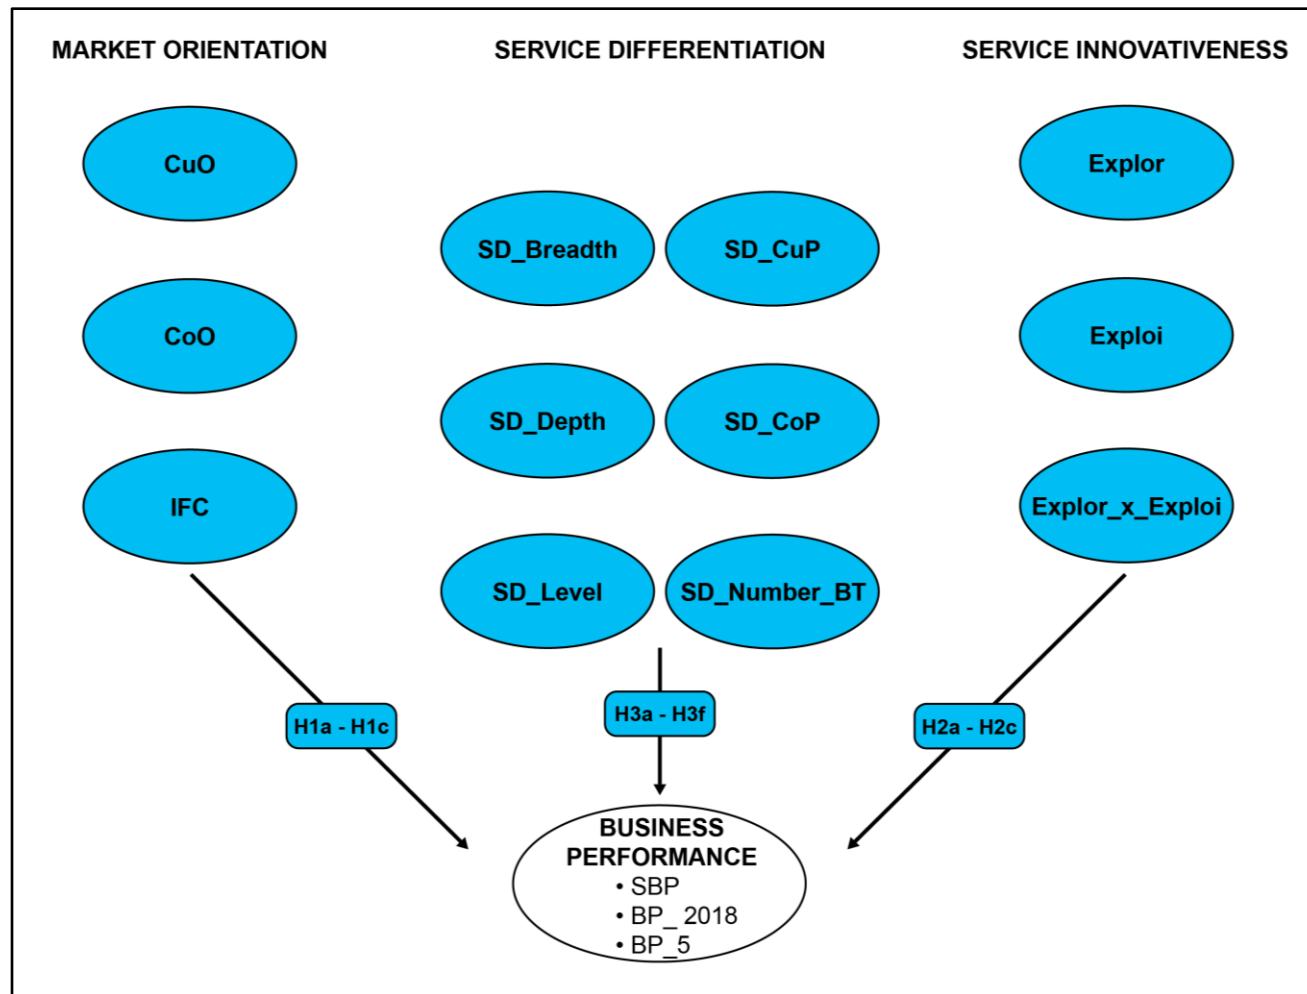 MARKET ORIENTATION
SERVICE DIFFERENTIATION
SERVICE INNOVATIVENESS
CuO
CoO
IFC
SD_Breadth
SD_CuP
SD_Depth
SD_CoP
SD_Level
SD_Number_BT
Explor
Exploi
Explor_x_Exploi
H1a - H1c
H3a - H3f
H2a - H2c
BUSINESS
PERFORMANCE
• SBP
• BP_ 2018
• BP_5